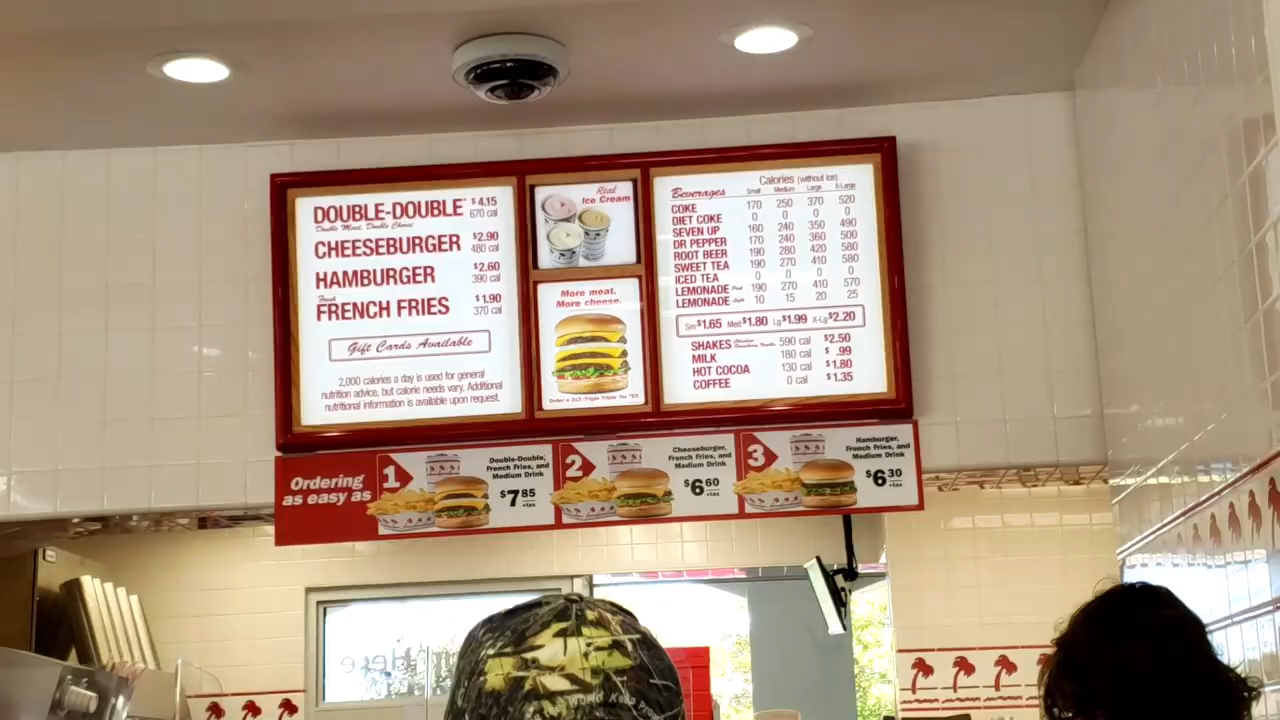 DOUBLE-DOUBLE $4.15
Double Meat, Double Cheese 670 cal
CHEESEBURGER $2.90
480 cal
HAMBURGER $2.60
390 cal
Fresh
FRENCH FRIES $1.90
370 cal
Gift Cards Available
2,000 calories a day is used for general
nutrition advice, but calorie needs vary. Additional
nutritional information is available upon request.
Real
Ice Cream
More meat.
More cheese.
Beverages
Calories (without ice)
Small Medium Large X-Large
COKE 170 250 370 520
DIET COKE 0 0 0 0
SEVEN UP 160 240 350 490
DR PEPPER 170 240 360 500
ROOT BEER 190 280 420 580
SWEET TEA 190 270 410 580
ICED TEA 0 0 0 0
LEMONADE Pink 190 270 410 570
LEMONADE Light 10 15 20 25
Sm $1.65 Med $1.80 Lg $1.99 X-Lg $2.20
SHAKES Chocolate Strawberry Vanilla 590 cal $2.50
MILK 180 cal $ .99
HOT COCOA 130 cal $1.80
COFFEE 0 cal $1.35
Ordering
as easy as
1
Double-Double,
French Fries, and
Medium Drink
$7 85
+tax
2
Cheeseburger,
French Fries, and
Medium Drink
$6 60
+tax
3
Hamburger,
French Fries, and
Medium Drink
$6 30
+tax